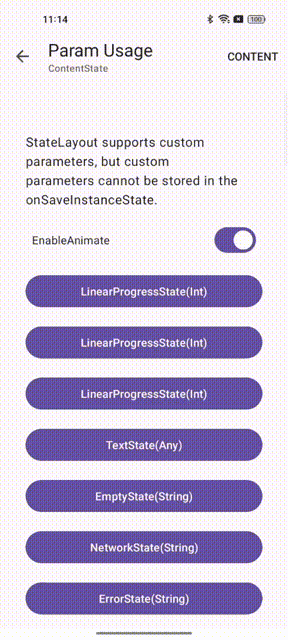 11:14
100
Param Usage
CONTENT
ContentState
StateLayout supports custom
parameters, but custom
parameters cannot be stored in the
onSaveInstanceState.
EnableAnimate
LinearProgressState(Int)
LinearProgressState(Int)
LinearProgressState(Int)
TextState(Any)
EmptyState(String)
NetworkState(String)
ErrorState(String)